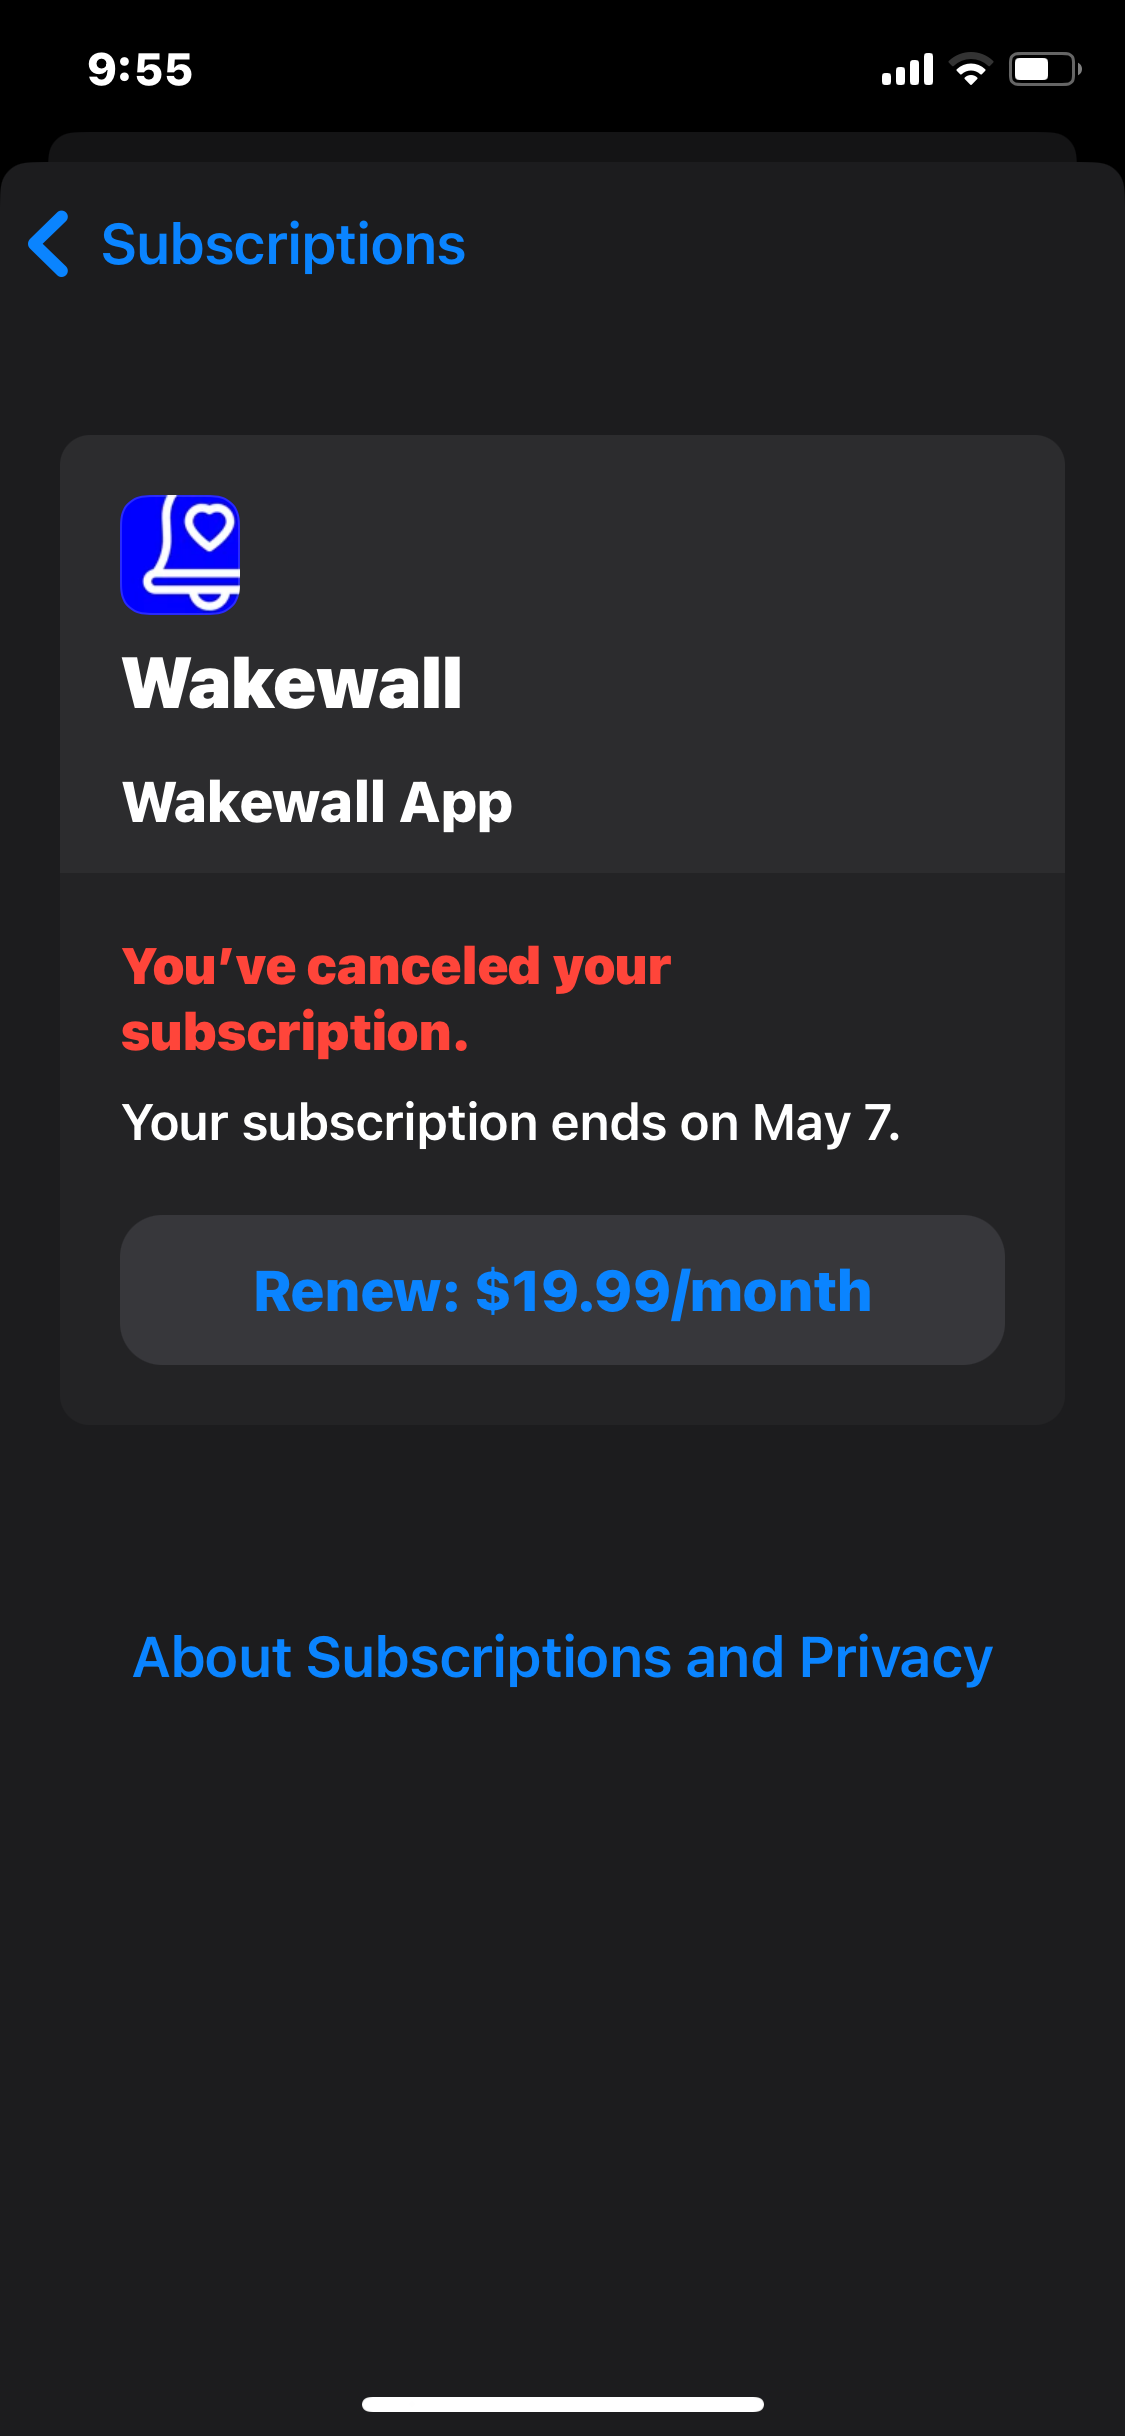 9:55
Subscriptions
Wakewall
Wakewall App
You’ve canceled your
subscription.
Your subscription ends on May 7.
Renew: $19.99/month
About Subscriptions and Privacy